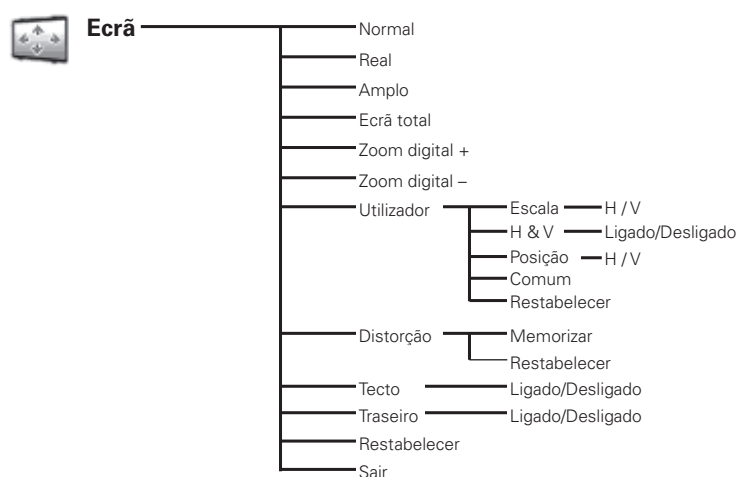 Ecrã
Normal
Real
Amplo
Ecrã total
Zoom digital +
Zoom digital –
Utilizador
Escala H / V
H & V Ligado/Desligado
Posição H / V
Comum
Restabelecer
Distorção Memorizar
Restabelecer
Tecto Ligado/Desligado
Traseiro Ligado/Desligado
Restabelecer
Sair